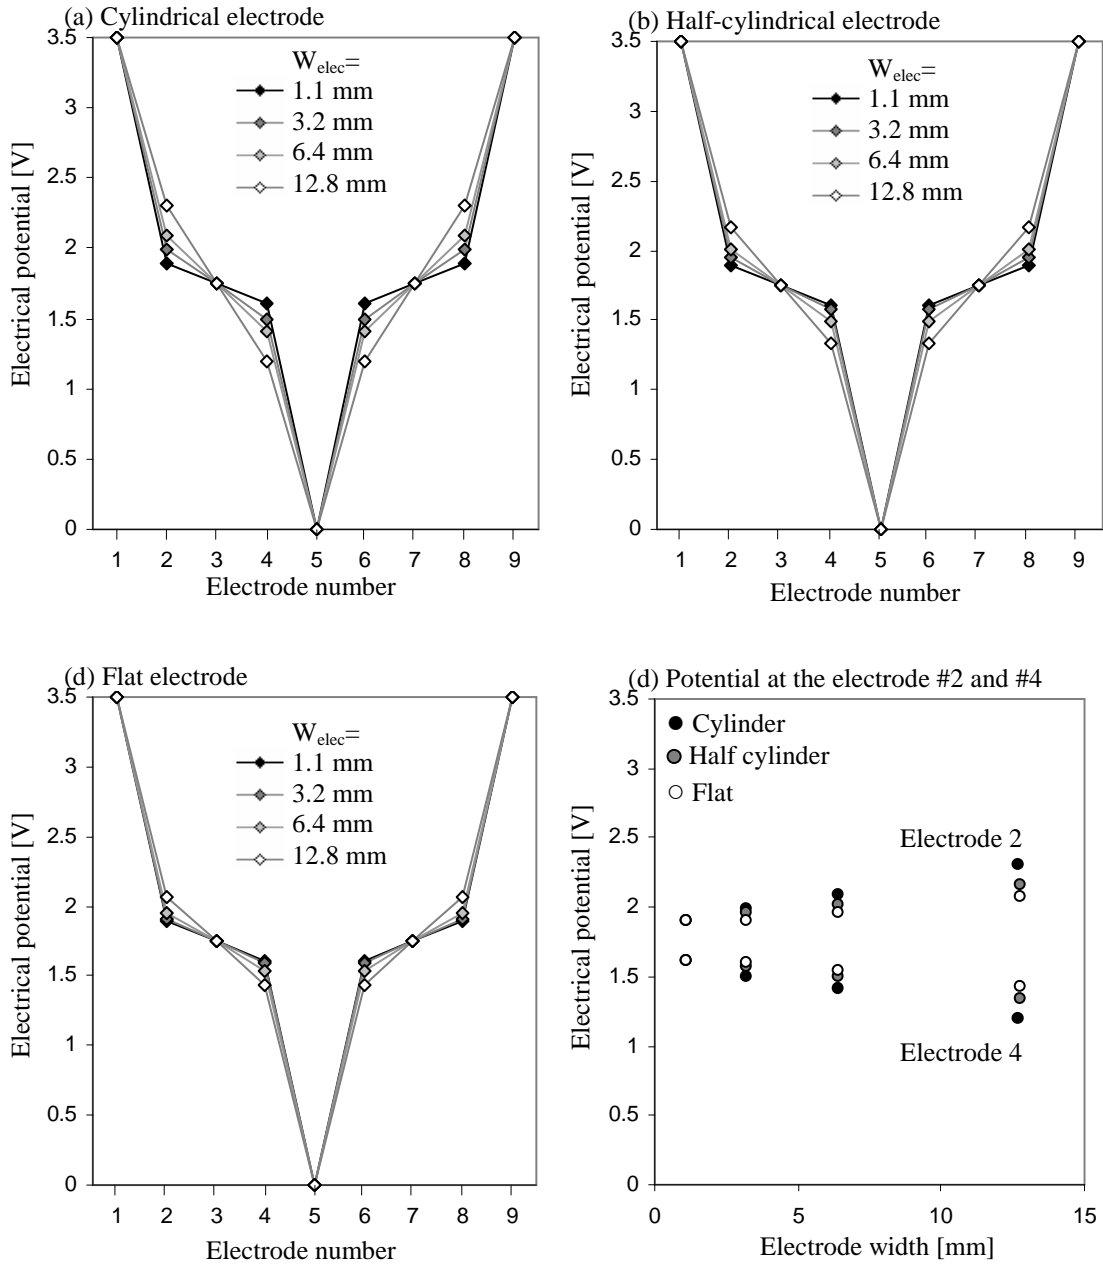 (a) Cylindrical electrode
3.5
3
2.5
2
1.5
1
0.5
0
Electrical potential [V]
W_elec=
1.1 mm
3.2 mm
6.4 mm
12.8 mm
1 2 3 4 5 6 7 8 9
Electrode number
(b) Half-cylindrical electrode
3.5
3
2.5
2
1.5
1
0.5
0
Electrical potential [V]
W_elec=
1.1 mm
3.2 mm
6.4 mm
12.8 mm
1 2 3 4 5 6 7 8 9
Electrode number
(d) Flat electrode
3.5
3
2.5
2
1.5
1
0.5
0
Electrical potential [V]
W_elec=
1.1 mm
3.2 mm
6.4 mm
12.8 mm
1 2 3 4 5 6 7 8 9
Electrode number
(d) Potential at the electrode #2 and #4
3.5
3
2.5
2
1.5
1
0.5
0
Electrical potential [V]
Cylinder
Half cylinder
Flat
Electrode 2
Electrode 4
0 5 10 15
Electrode width [mm]